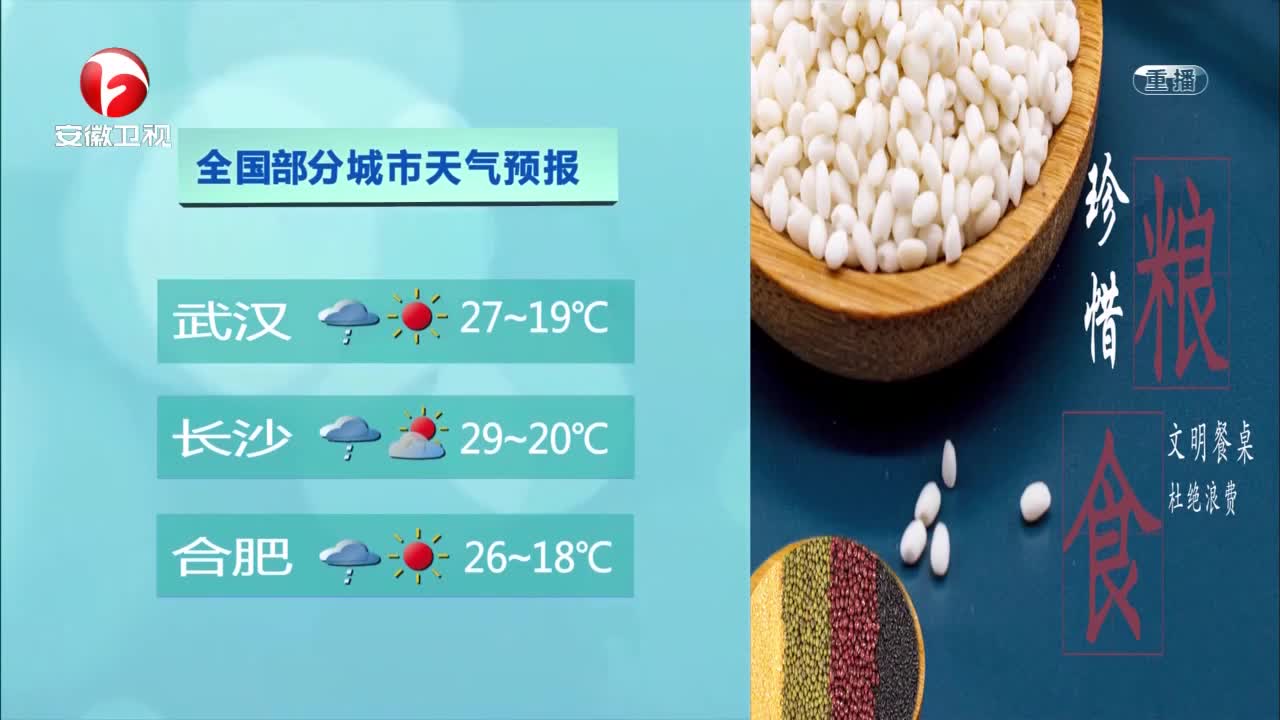 安徽卫视
重播
全国部分城市天气预报
武汉 27~19℃
长沙 29~20℃
合肥 26~18℃
珍惜
粮
食
文明餐桌
杜绝浪费